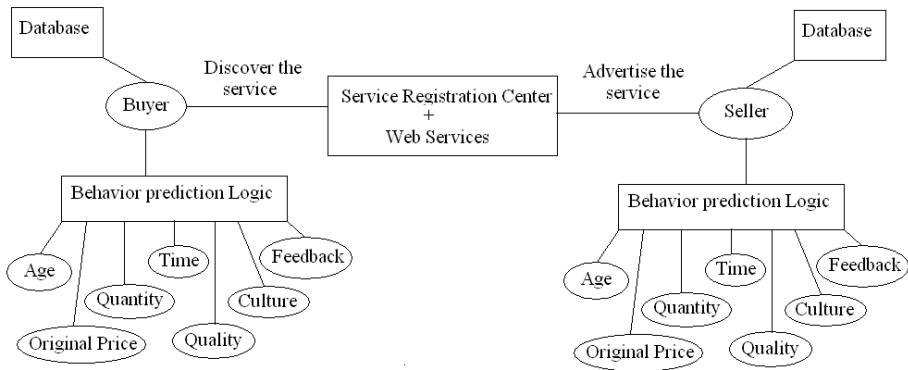 Database
Database
Discover the
service
Advertise the
service
Buyer
Service Registration Center
+
Web Services
Seller
Behavior prediction Logic
Age
Original Price
Quantity
Time
Quality
Culture
Feedback
Behavior prediction Logic
Age
Original Price
Quantity
Time
Quality
Culture
Feedback